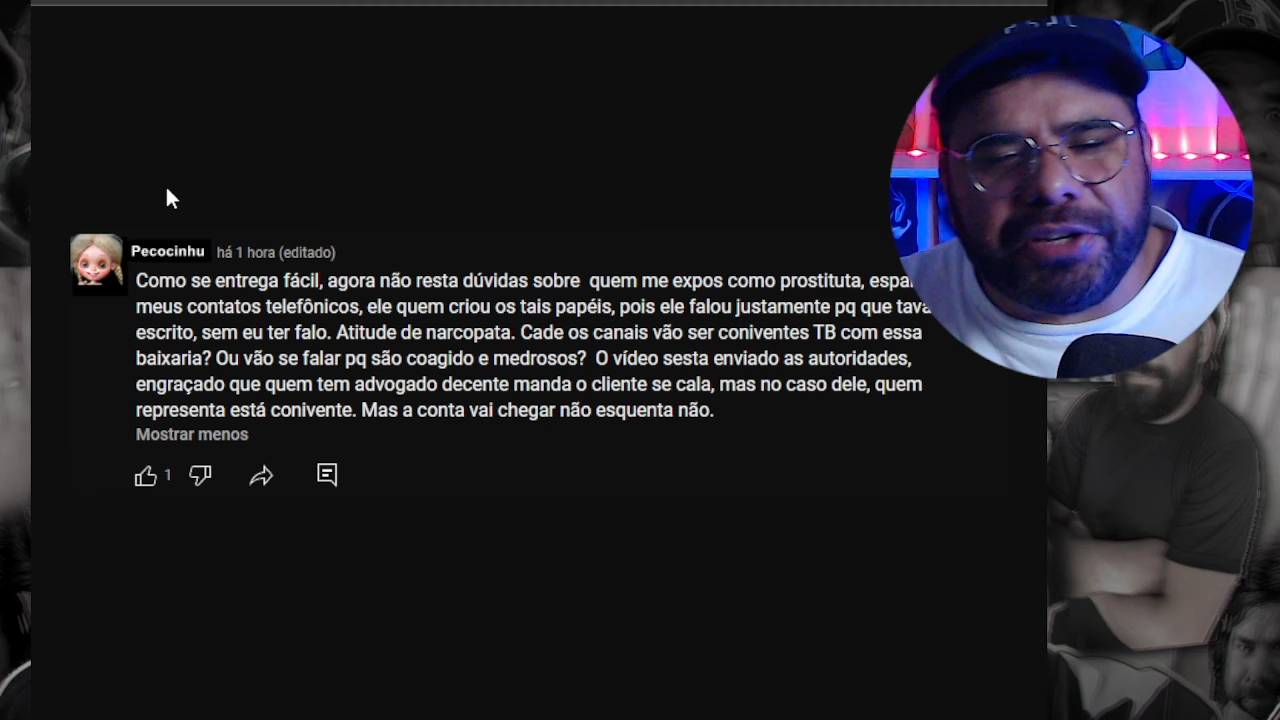 Pecocinhu há 1 hora (editado)
Como se entrega fácil, agora não resta dúvidas sobre quem me expos como prostituta,
meus contatos telefônicos, ele quem criou os tais papéis, pois ele falou justamente pq que tava
escrito, sem eu ter falo. Atitude de narcopata. Cade os canais vão ser coniventes TB com essa
baixaria? Ou vão se falar pq são coagido e medrosos? O vídeo sesta enviado as autoridades,
engraçado que quem tem advogado decente manda o cliente se cala, mas no caso dele, quem
representa está conivente. Mas a conta vai chegar não esquenta não.
Mostrar menos
1